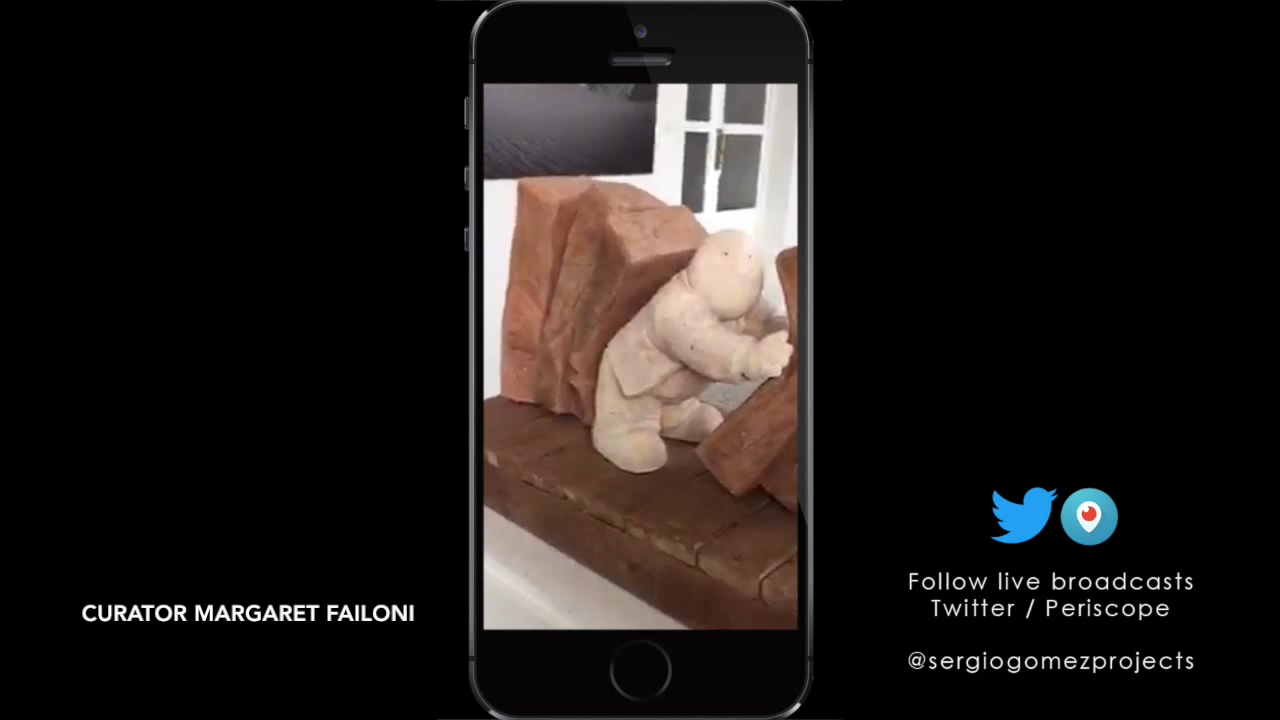 CURATOR MARGARET FAILONI
Follow live broadcasts
Twitter / Periscope
@sergiogomezprojects